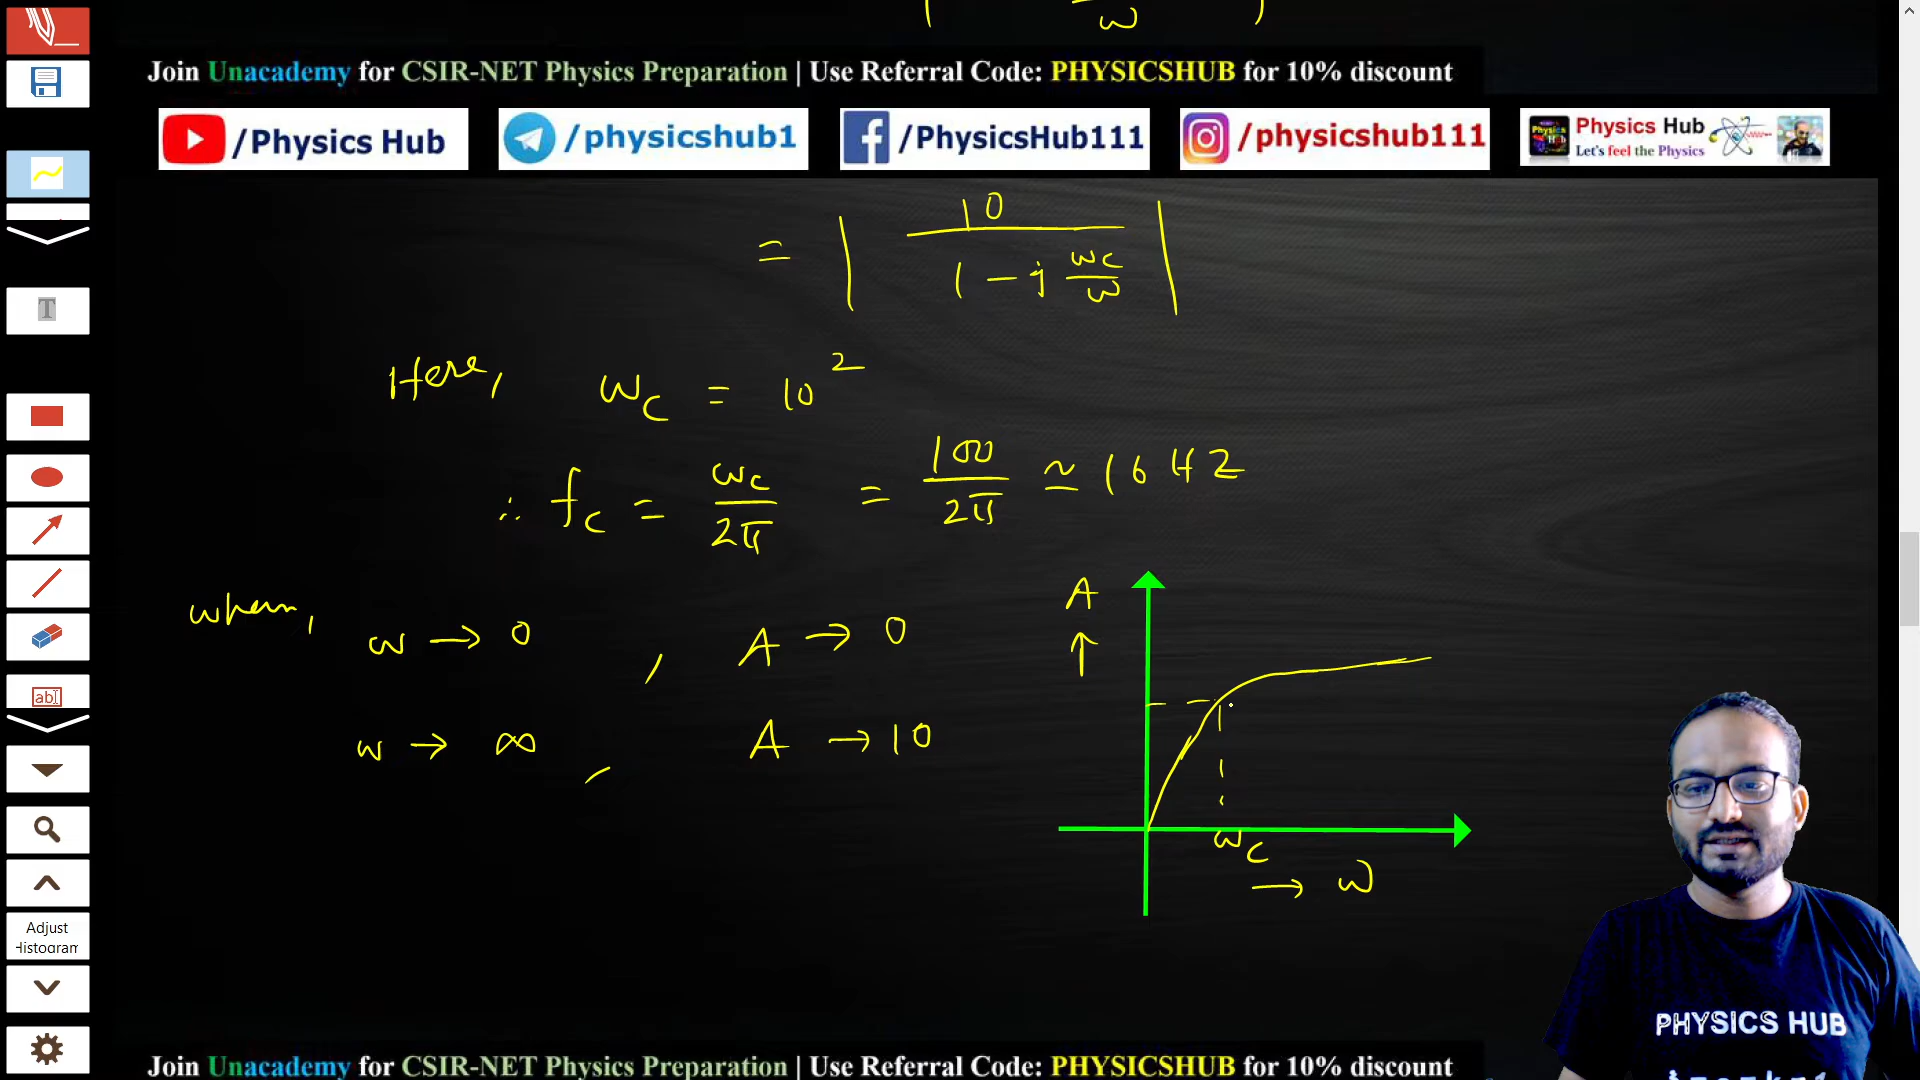 ω
Join Unacademy for CSIR-NET Physics Preparation | Use Referral Code: PHYSICSHUB for 10% discount
/Physics Hub
/physicshub1
/PhysicsHub111
/physicshub111
Physics Hub
Let's feel the Physics
= | 10 / (1 - j ωc/ω) |
Here, ωc = 10²
∴ fc = ωc/2π = 100/2π ≃ 16 HZ
when, ω → 0 , A → 0
ω → ∞ , A → 10
A
↑
ωc
→ ω
T
ab
Adjust
Histogram
PHYSICS HUB
Join Unacademy for CSIR-NET Physics Preparation | Use Referral Code: PHYSICSHUB for 10% discount